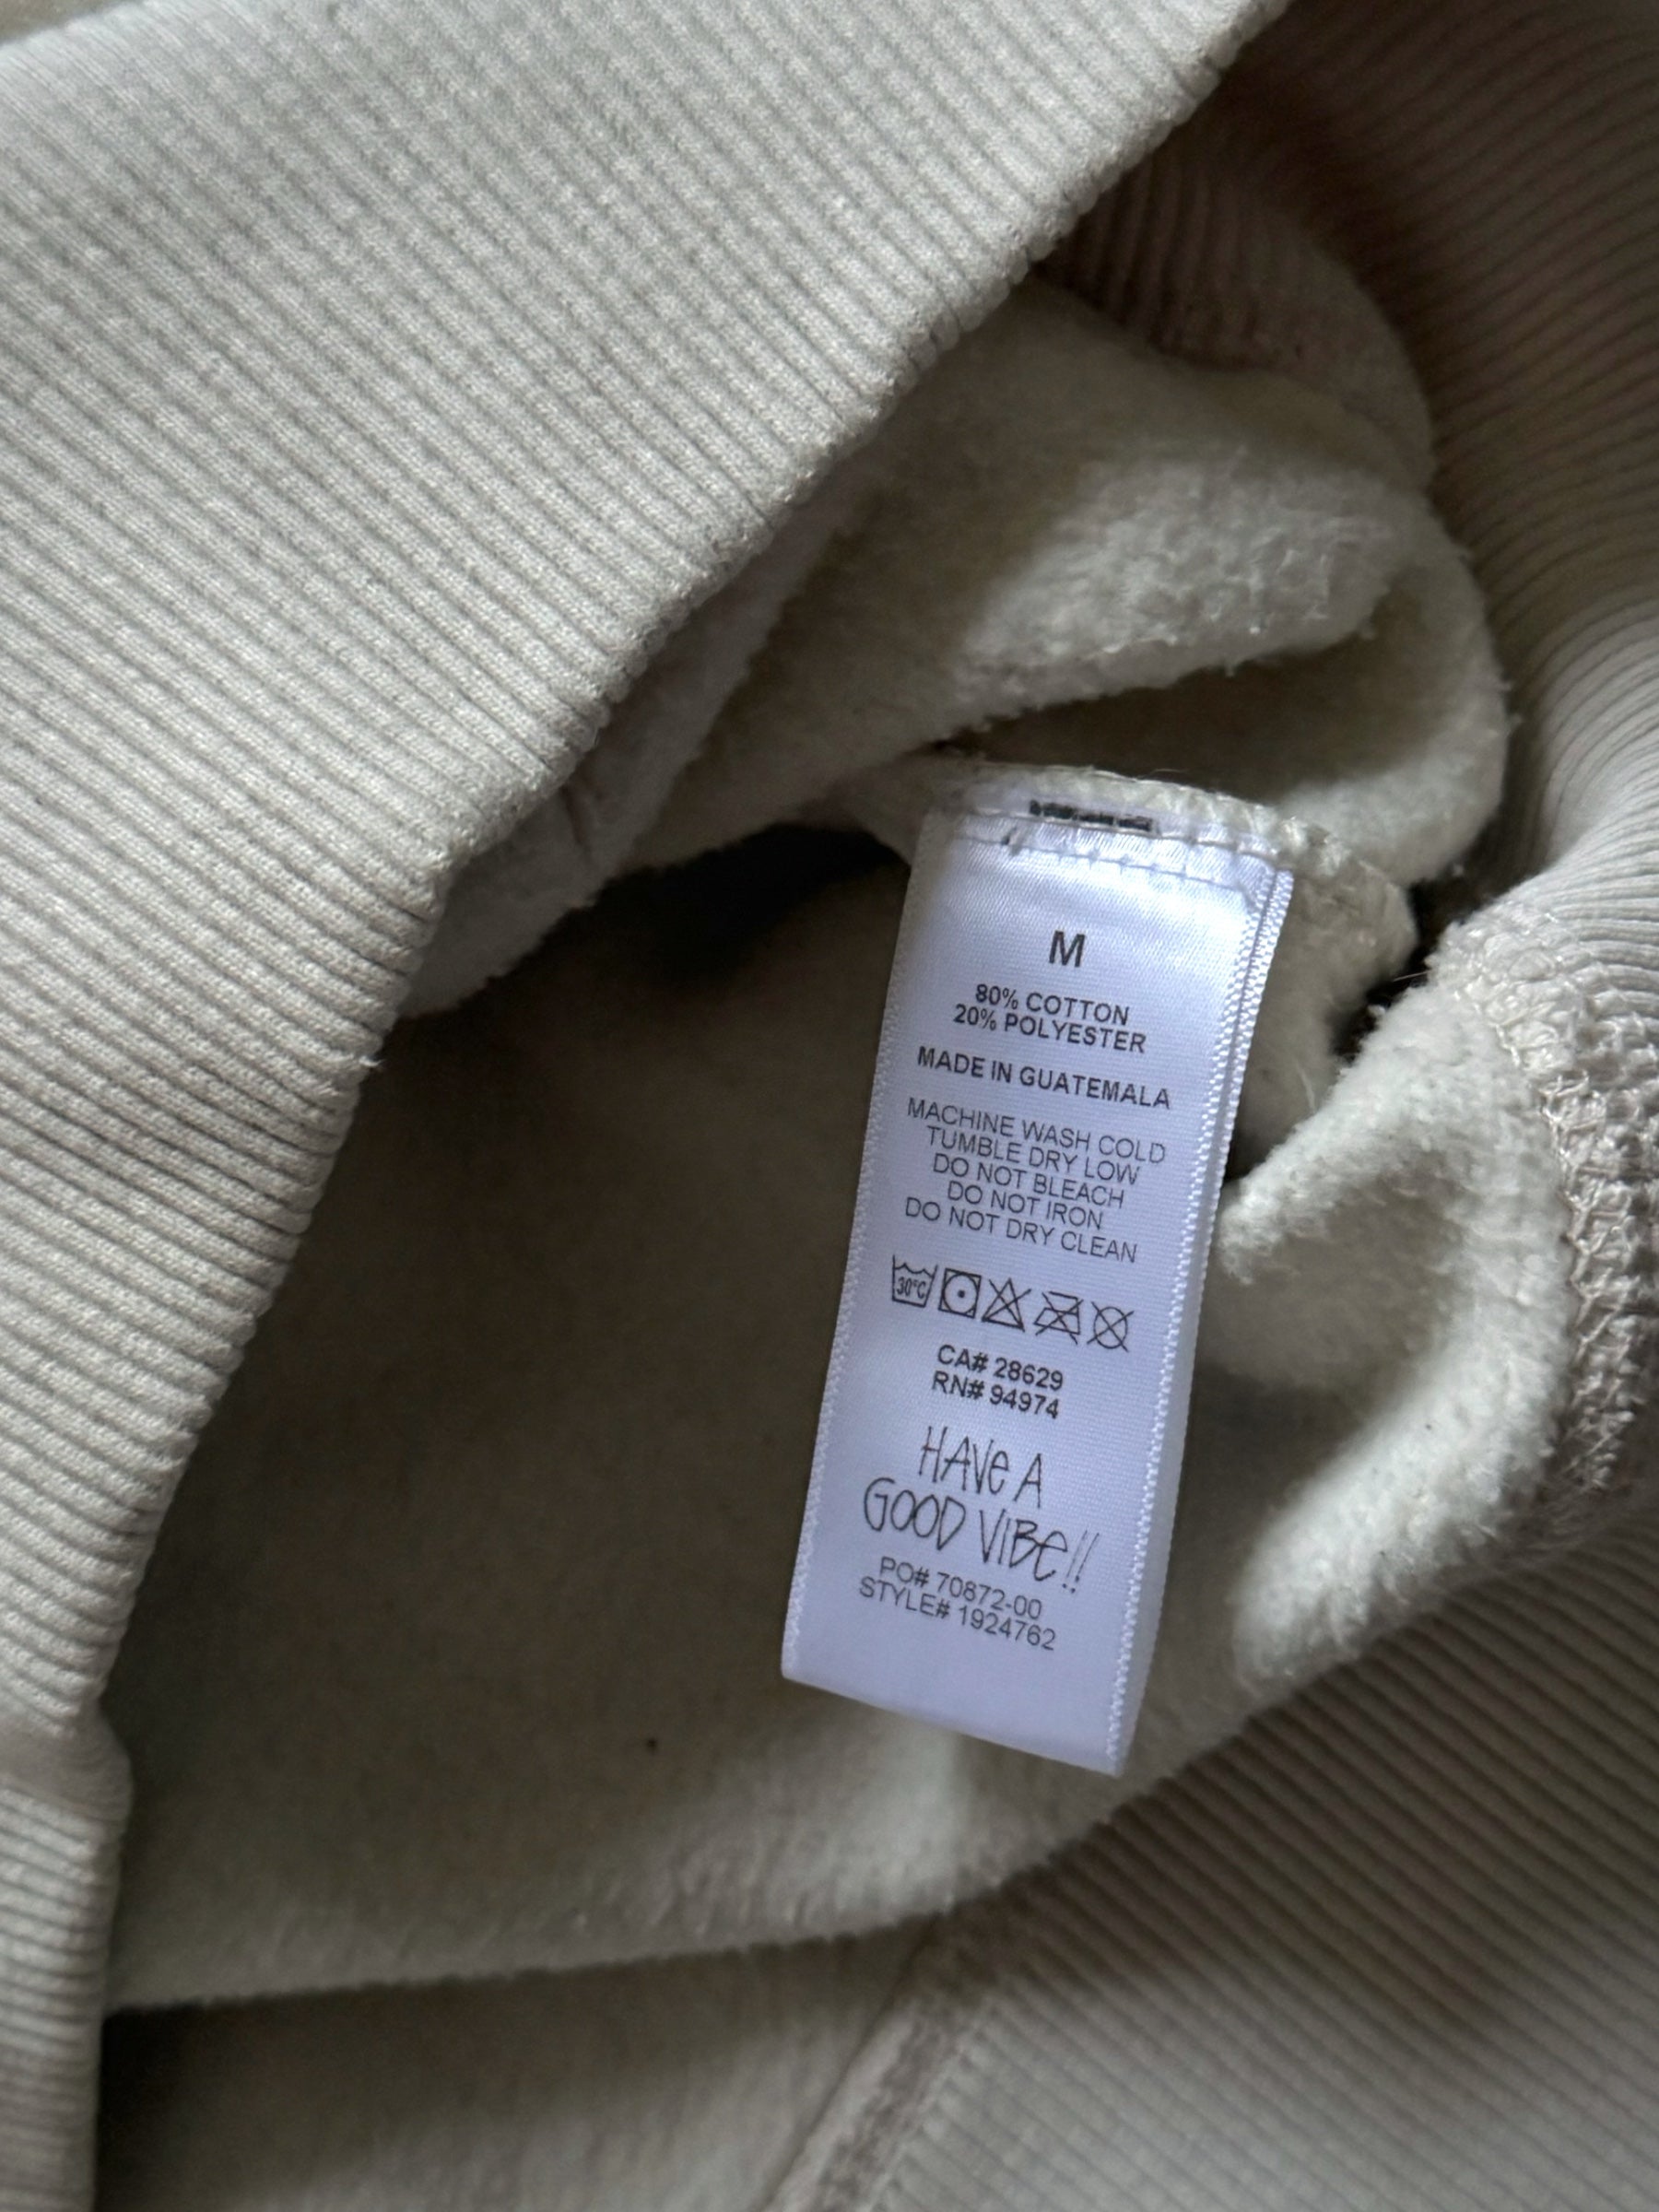 M
80% COTTON
20% POLYESTER
MADE IN GUATEMALA
MACHINE WASH COLD
TUMBLE DRY LOW
DO NOT BLEACH
DO NOT IRON
DO NOT DRY CLEAN
30°C
CA# 28629
RN# 94974
HAVE A
GOOD VIBE!!
PO# 70872-00
STYLE# 1924762